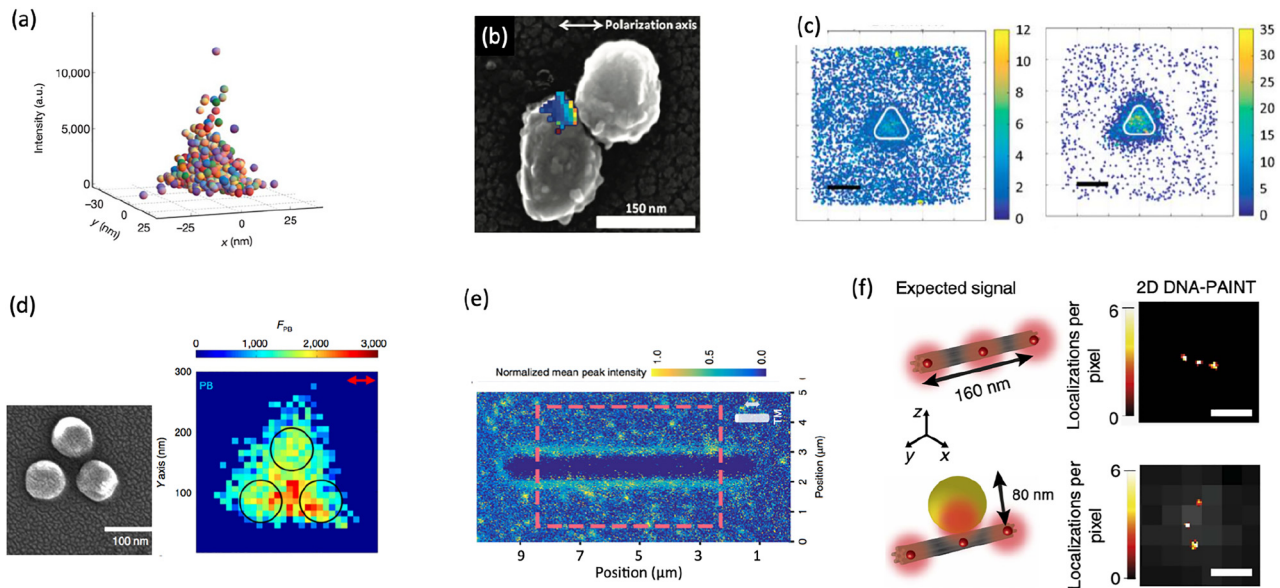 (a)
Intensity (a.u.)
10,000
5,000
0
−30
0
25
y (nm)
−25
0
25
x (nm)
(b)
Polarization axis
150 nm
(c)
12
10
8
6
4
2
0
35
30
25
20
15
10
5
0
(d)
100 nm
F PB
0 1,000 2,000 3,000
PB
Y axis (nm)
300
200
100
(e)
Normalized mean peak intensity
1.0 0.5 0.0
TM
5
4
3
2
1
0
Position (μm)
9 7 5 3 1
Position (μm)
(f)
Expected signal
160 nm
z
y x
80 nm
2D DNA-PAINT
6
Localizations per
pixel
0
6
Localizations per
pixel
0